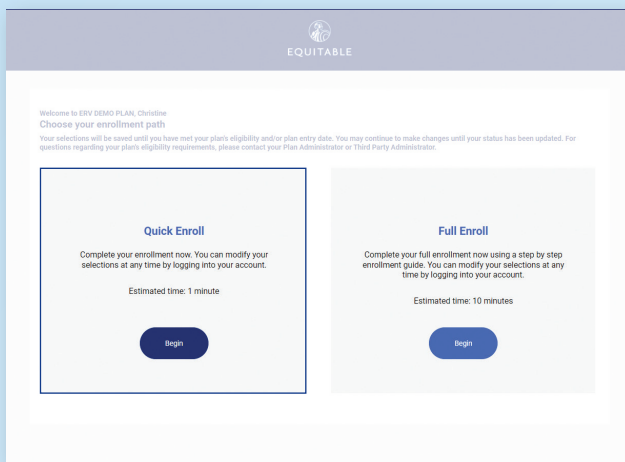 EQUITABLE
Welcome to ERV DEMO PLAN, Christine
Choose your enrollment path
Your selections will be saved until you have met your plan's eligibility and/or plan entry date. You may continue to make changes until your status has been updated. For
questions regarding your plan's eligibility requirements, please contact your Plan Administrator or Third Party Administrator.
Quick Enroll
Complete your enrollment now. You can modify your
selections at any time by logging into your account.
Estimated time: 1 minute
Begin
Full Enroll
Complete your full enrollment now using a step by step
enrollment guide. You can modify your selections at any
time by logging into your account.
Estimated time: 10 minutes
Begin